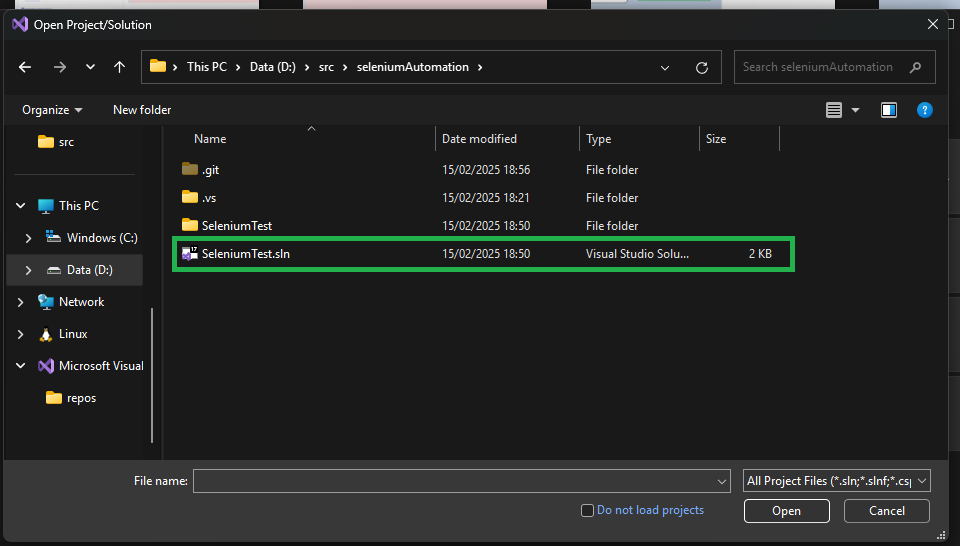 Open Project/Solution
This PC Data (D:) src seleniumAutomation
Search seleniumAutomation
Organize New folder
src
This PC
Windows (C:)
Data (D:)
Network
Linux
Microsoft Visual
repos
Name Date modified Type Size
.git 15/02/2025 18:56 File folder
.vs 15/02/2025 18:21 File folder
SeleniumTest 15/02/2025 18:50 File folder
SeleniumTest.sln 15/02/2025 18:50 Visual Studio Solu... 2 KB
File name: All Project Files (*.sln;*.slnf;*.csp
Do not load projects
Open Cancel